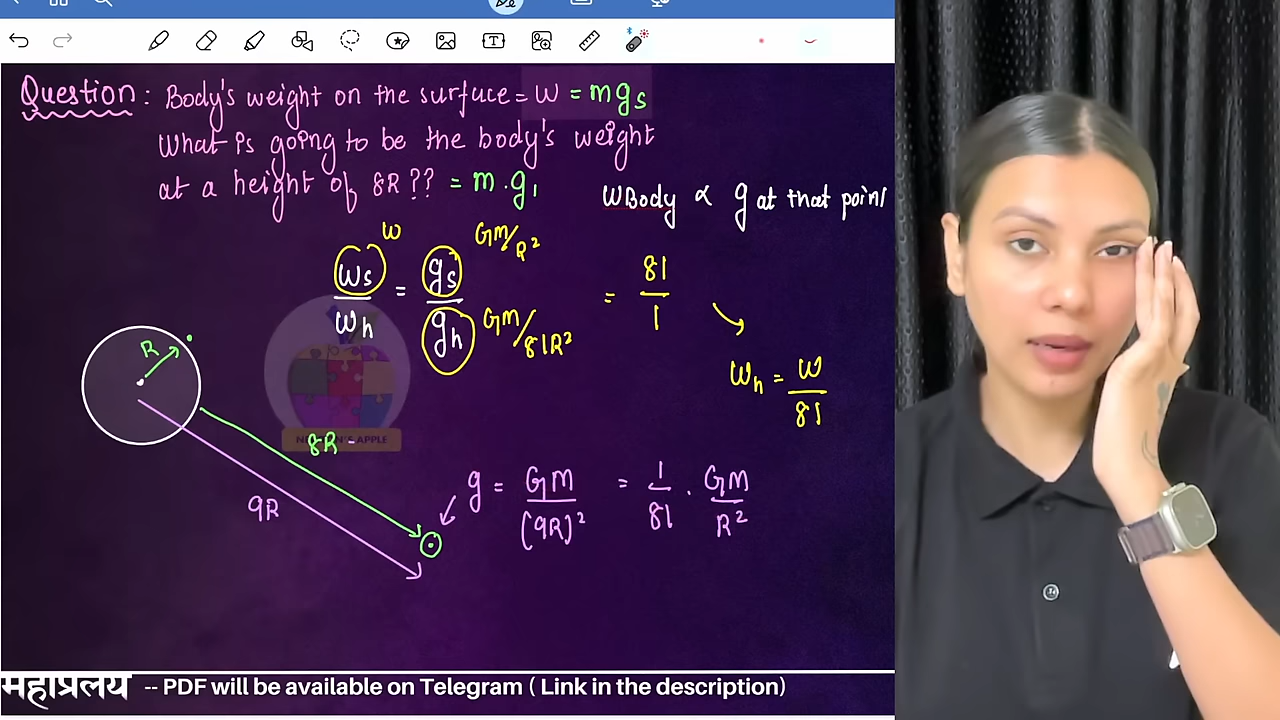 Question: Body's weight on the surface = W = mgs
What is going to be the body's weight
at a height of 8R?? = m.g1
WBody ∝ g at that point
W
GM/R²
Ws/Wh = gs/gh
GM/81R²
= 81/1
Wh = W/81
R
8R
9R
NEWTON'S APPLE
g = GM/(9R)² = 1/81 . GM/R²
महाप्रलय -- PDF will be available on Telegram ( Link in the description)